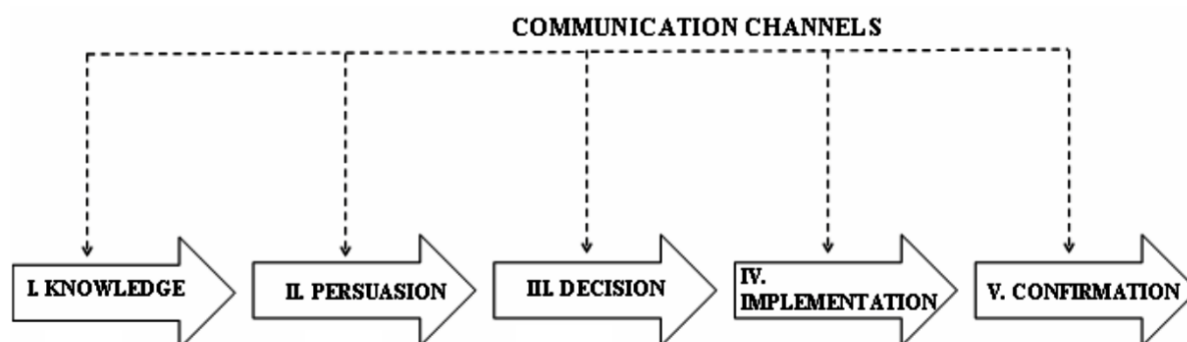 COMMUNICATION CHANNELS
I. KNOWLEDGE
II. PERSUASION
III. DECISION
IV.
IMPLEMENTATION
V. CONFIRMATION